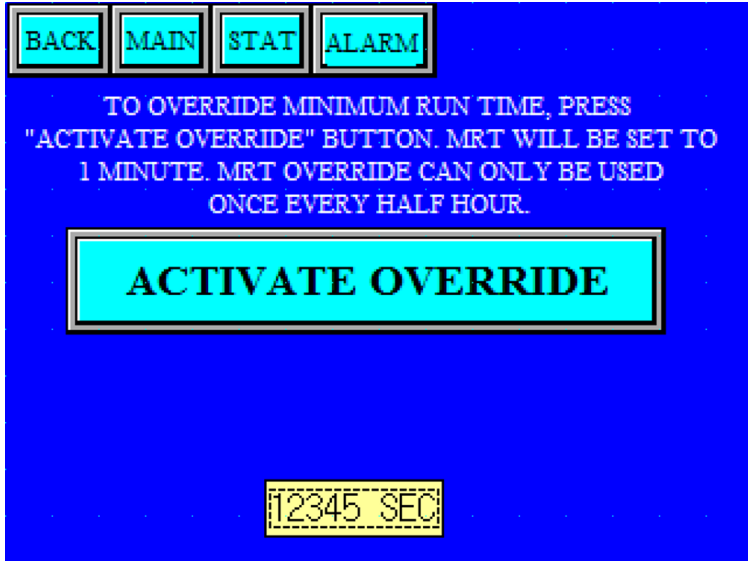 BACK MAIN STAT ALARM
TO OVERRIDE MINIMUM RUN TIME, PRESS
"ACTIVATE OVERRIDE" BUTTON. MRT WILL BE SET TO
1 MINUTE. MRT OVERRIDE CAN ONLY BE USED
ONCE EVERY HALF HOUR.
ACTIVATE OVERRIDE
12345 SEC